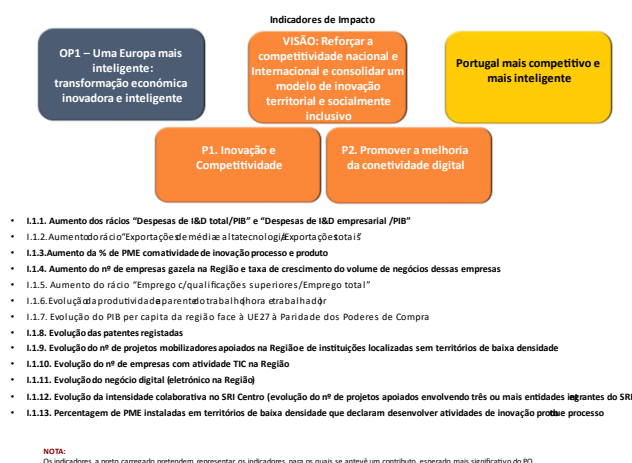 Indicadores de Impacto
OP1 – Uma Europa mais
inteligente:
transformação económica
inovadora e inteligente
VISÃO: Reforçar a
competitividade nacional e
Internacional e consolidar um
modelo de inovação
territorial e socialmente
inclusivo
Portugal mais competitivo e
mais inteligente
P1. Inovação e
Competitividade
P2. Promover a melhoria
da conetividade digital
• I.1.1. Aumento dos rácios “Despesas de I&D total/PIB” e “Despesas de I&D empresarial /PIB”
• I.1.2. Aumento do rácio “Exportações de média e alta tecnologia/Exportações totais”
• I.1.3. Aumento da % de PME com atividade de inovação processo e produto
• I.1.4. Aumento do nº de empresas gazela na Região e taxa de crescimento do volume de negócios dessas empresas
• I.1.5. Aumento do rácio “Emprego c/qualificações superiores/Emprego total”
• I.1.6. Evolução da produtividade aparente do trabalho (hora e trabalhador)
• I.1.7. Evolução do PIB per capita da região face à UE27 à Paridade dos Poderes de Compra
• I.1.8. Evolução das patentes registadas
• I.1.9. Evolução do nº de projetos mobilizadores apoiados na Região e de instituições localizadas sem territórios de baixa densidade
• I.1.10. Evolução do nº de empresas com atividade TIC na Região
• I.1.11. Evolução do negócio digital (eletrónico na Região)
• I.1.12. Evolução da intensidade colaborativa no SRI Centro (evolução do nº de projetos apoiados envolvendo três ou mais entidades integrantes do SRI
• I.1.13. Percentagem de PME instaladas em territórios de baixa densidade que declaram desenvolver atividades de inovação processo
NOTA:
Os indicadores a preto carregado pretendem representar os indicadores para os quais se antevê um contributo esperado mais significativo do PO